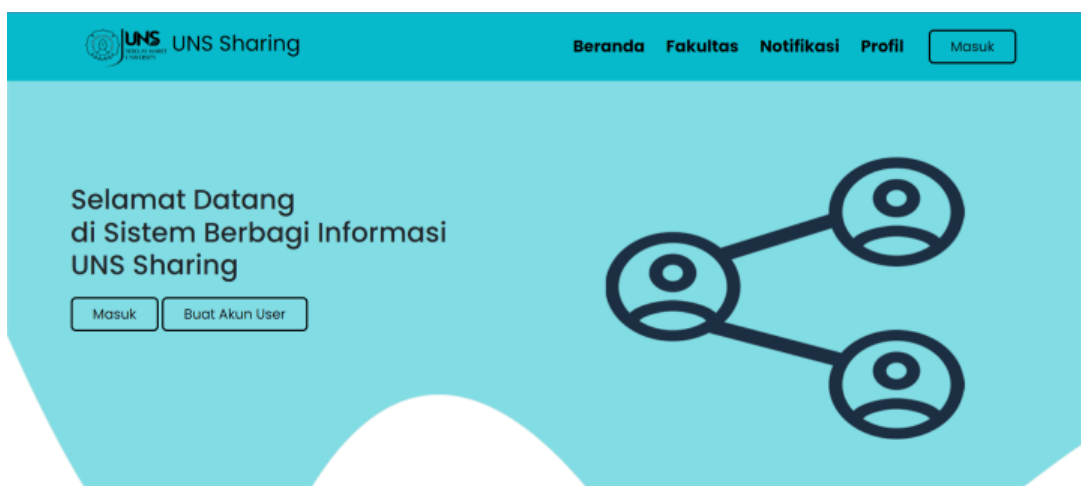 UNS
UNS Sharing
Beranda Fakultas Notifikasi Profil Masuk
Selamat Datang
di Sistem Berbagi Informasi
UNS Sharing
Masuk Buat Akun User